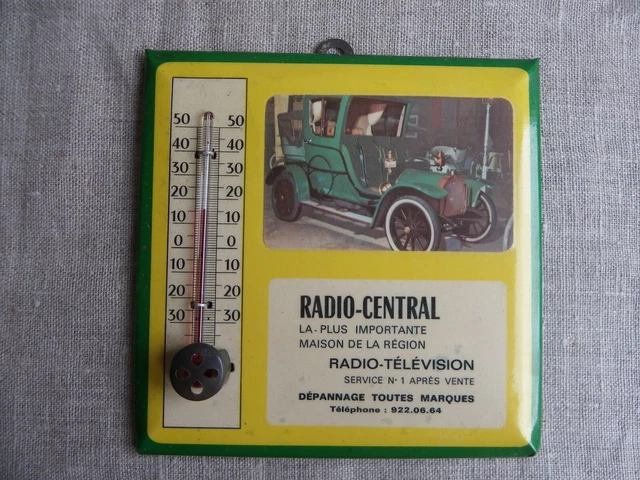 50 50
40 40
30 30
20 20
10 10
0 0
10 10
20 20
30 30
RADIO-CENTRAL
LA-PLUS IMPORTANTE
MAISON DE LA RÉGION
RADIO-TÉLÉVISION
SERVICE N° 1 APRÈS VENTE
DÉPANNAGE TOUTES MARQUES
Téléphone : 922.06.64